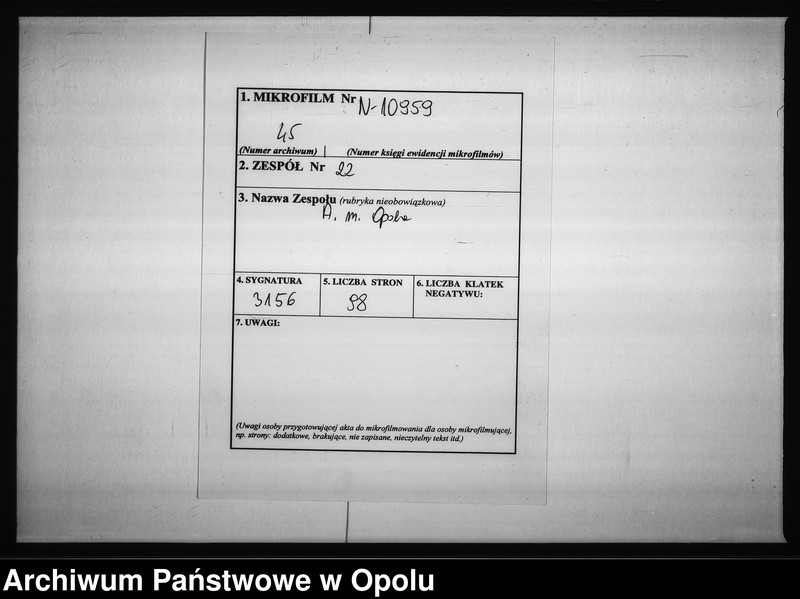 1. MIKROFILM Nr N-10959
45
(Numer archiwum) | (Numer księgi ewidencji mikrofilmów)
2. ZESPÓŁ Nr 22
3. Nazwa Zespołu (rubryka nieobowiązkowa)
A. m. Opola
4. SYGNATURA
3156
5. LICZBA STRON
98
6. LICZBA KLATEK
NEGATYWU:
7. UWAGI:
(Uwagi osoby przygotowującej akta do mikrofilmowania dla osoby mikrofilmującej,
np. strony: dodatkowe, brakujące, nie zapisane, nieczytelny tekst itd.)
Archiwum Państwowe w Opolu